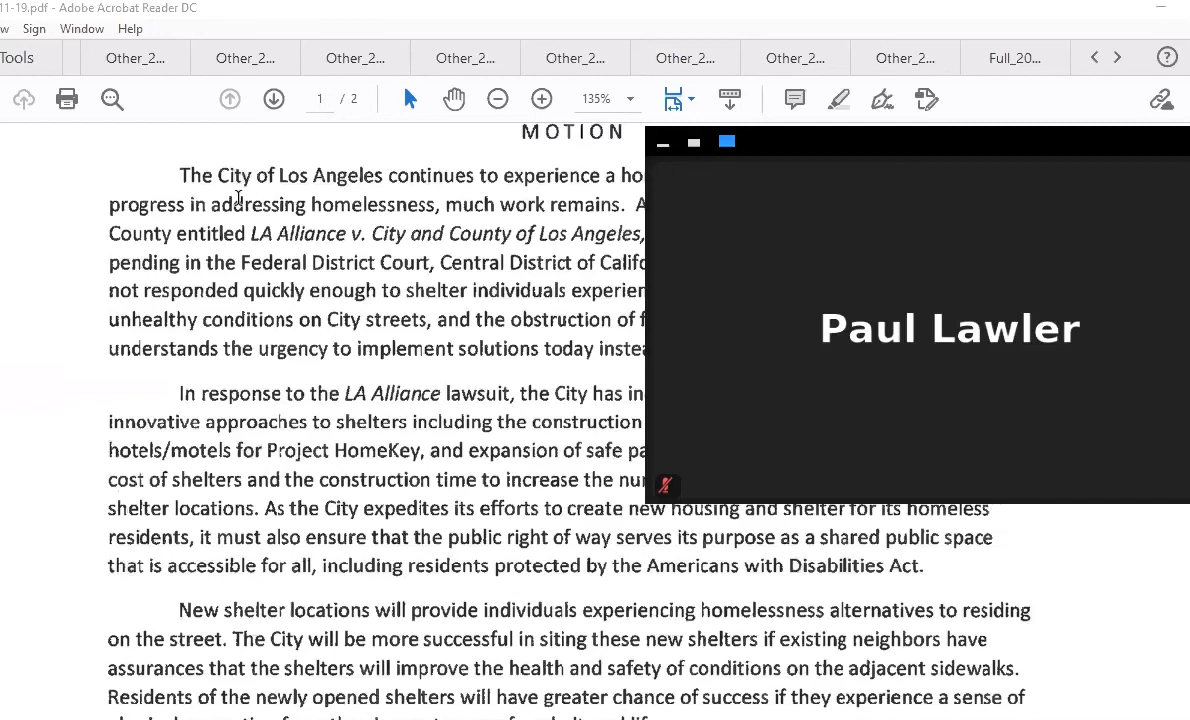 11-19.pdf - Adobe Acrobat Reader DC
w Sign Window Help
Tools Other_2... Other_2... Other_2... Other_2... Other_2... Other_2... Other_2... Other_2... Full_20...
1 / 2 135%
MOTION
The City of Los Angeles continues to experience a ho
progress in addressing homelessness, much work remains. A
County entitled LA Alliance v. City and County of Los Angeles,
pending in the Federal District Court, Central District of Califo
not responded quickly enough to shelter individuals experien
unhealthy conditions on City streets, and the obstruction of f
understands the urgency to implement solutions today instea
Paul Lawler
In response to the LA Alliance lawsuit, the City has in
innovative approaches to shelters including the construction
hotels/motels for Project HomeKey, and expansion of safe pa
cost of shelters and the construction time to increase the nu
shelter locations. As the City expedites its efforts to create new housing and shelter for its homeless
residents, it must also ensure that the public right of way serves its purpose as a shared public space
that is accessible for all, including residents protected by the Americans with Disabilities Act.
New shelter locations will provide individuals experiencing homelessness alternatives to residing
on the street. The City will be more successful in siting these new shelters if existing neighbors have
assurances that the shelters will improve the health and safety of conditions on the adjacent sidewalks.
Residents of the newly opened shelters will have greater chance of success if they experience a sense of